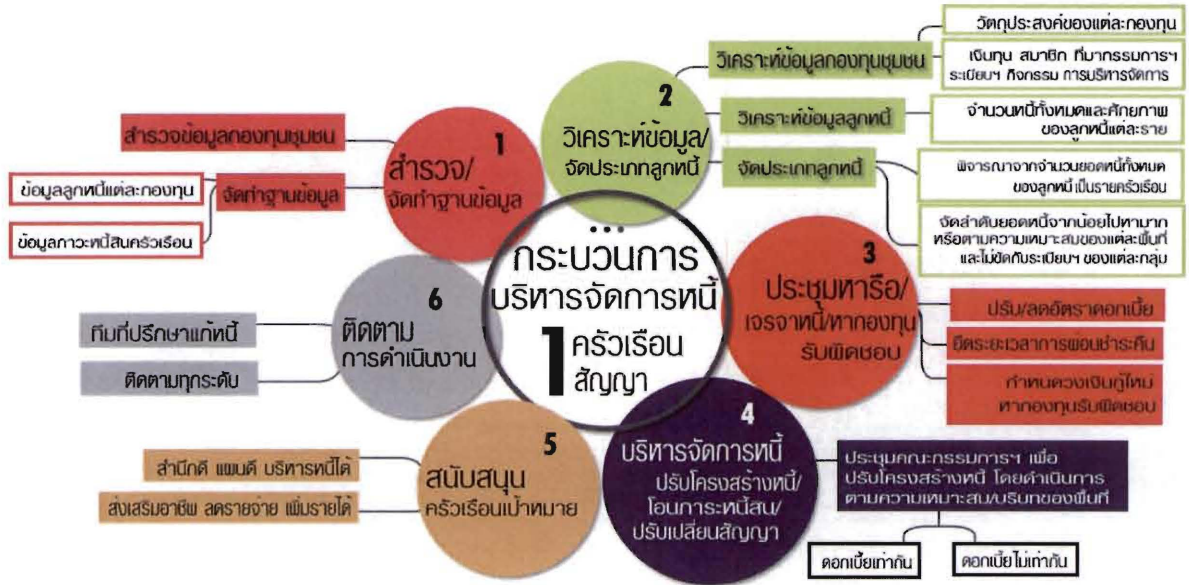 กระบวนการ
บริหารจัดการหนี้
1 ครัวเรือน
สัญญา
1
สำรวจ/
จัดทำฐานข้อมูล
สำรวจข้อมูลกองทุนชุมชน
จัดทำฐานข้อมูล
ข้อมูลลูกหนี้แต่ละกองทุน
ข้อมูลภาวะหนี้สินครัวเรือน
2
วิเคราะห์ข้อมูล/
จัดประเภทลูกหนี้
วิเคราะห์ข้อมูลกองทุนชุมชน
วัตถุประสงค์ของแต่ละกองทุน
เงินทุน สมาชิก ที่มากรรมการฯ
ระเบียบฯ กิจกรรม การบริหารจัดการ
วิเคราะห์ข้อมูลลูกหนี้
จำนวนหนี้ทั้งหมดและศักยภาพ
ของลูกหนี้แต่ละราย
จัดประเภทลูกหนี้
พิจารณาจากจำนวนยอดหนี้ทั้งหมด
ของลูกหนี้ เป็นรายครัวเรือน
จัดลำดับยอดหนี้จากน้อยไปหามาก
หรือตามความเหมาะสมของแต่ละพื้นที่
และไม่ขัดกับระเบียบฯ ของแต่ละกลุ่ม
3
ประชุมหารือ/
เจรจาหนี้/หากองทุน
รับผิดชอบ
ปรับ/ลดอัตราดอกเบี้ย
ยืดระยะเวลาการผ่อนชำระคืน
กำหนดวงเงินกู้ใหม่
หากองทุนรับผิดชอบ
4
บริหารจัดการหนี้
ปรับโครงสร้างหนี้/
โอนภาระหนี้สิน/
ปรับเปลี่ยนสัญญา
ประชุมคณะกรรมการฯ เพื่อ
ปรับโครงสร้างหนี้ โดยดำเนินการ
ตามความเหมาะสม/บริบทของพื้นที่
ดอกเบี้ยเท่ากัน
ดอกเบี้ยไม่เท่ากัน
5
สนับสนุน
ครัวเรือนเป้าหมาย
สำนึกดี แผนดี บริหารหนี้ได้
ส่งเสริมอาชีพ ลดรายจ่าย เพิ่มรายได้
6
ติดตาม
การดำเนินงาน
ทีมที่ปรึกษาแก้หนี้
ติดตามทุกระดับ